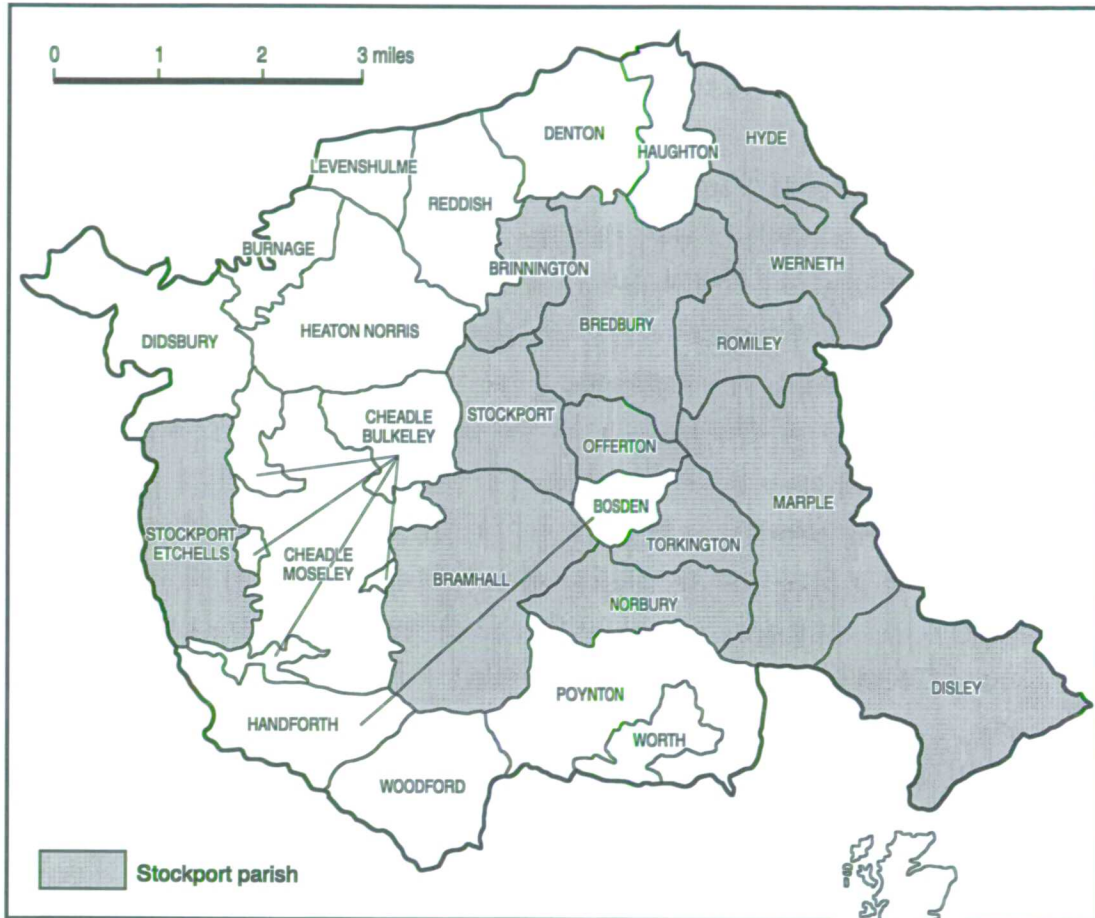 0 1 2 3 miles
DENTON
HYDE
HAUGHTON
LEVENSHULME
REDDISH
BURNAGE
BRINNINGTON
WERNETH
HEATON NORRIS
BREDBURY
DIDSBURY
ROMILEY
CHEADLE
BULKELEY
STOCKPORT
OFFERTON
BOSDEN
MARPLE
STOCKPORT
ETCHELLS
CHEADLE
MOSELEY
TORKINGTON
BRAMHALL
NORBURY
DISLEY
POYNTON
HANDFORTH
WORTH
WOODFORD
Stockport parish